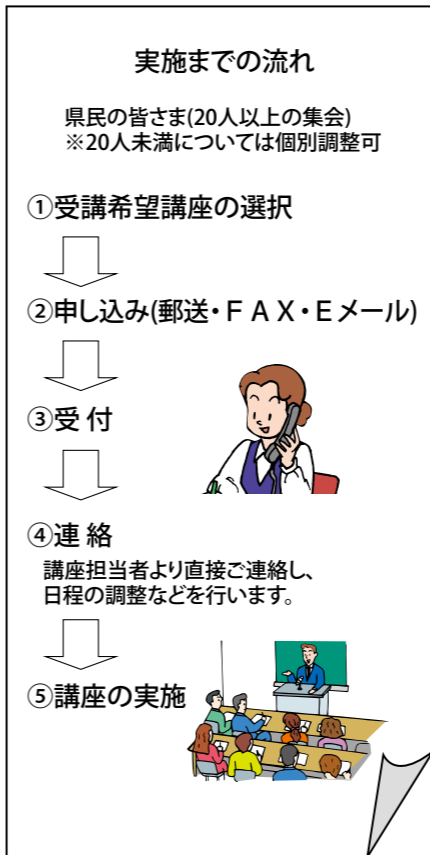 実施までの流れ
県民の皆さま(20人以上の集会)
※20人未満については個別調整可
①受講希望講座の選択
②申し込み(郵送・ＦＡＸ・Ｅメール)
③受 付
④連 絡
講座担当者より直接ご連絡し、
日程の調整などを行います。
⑤講座の実施